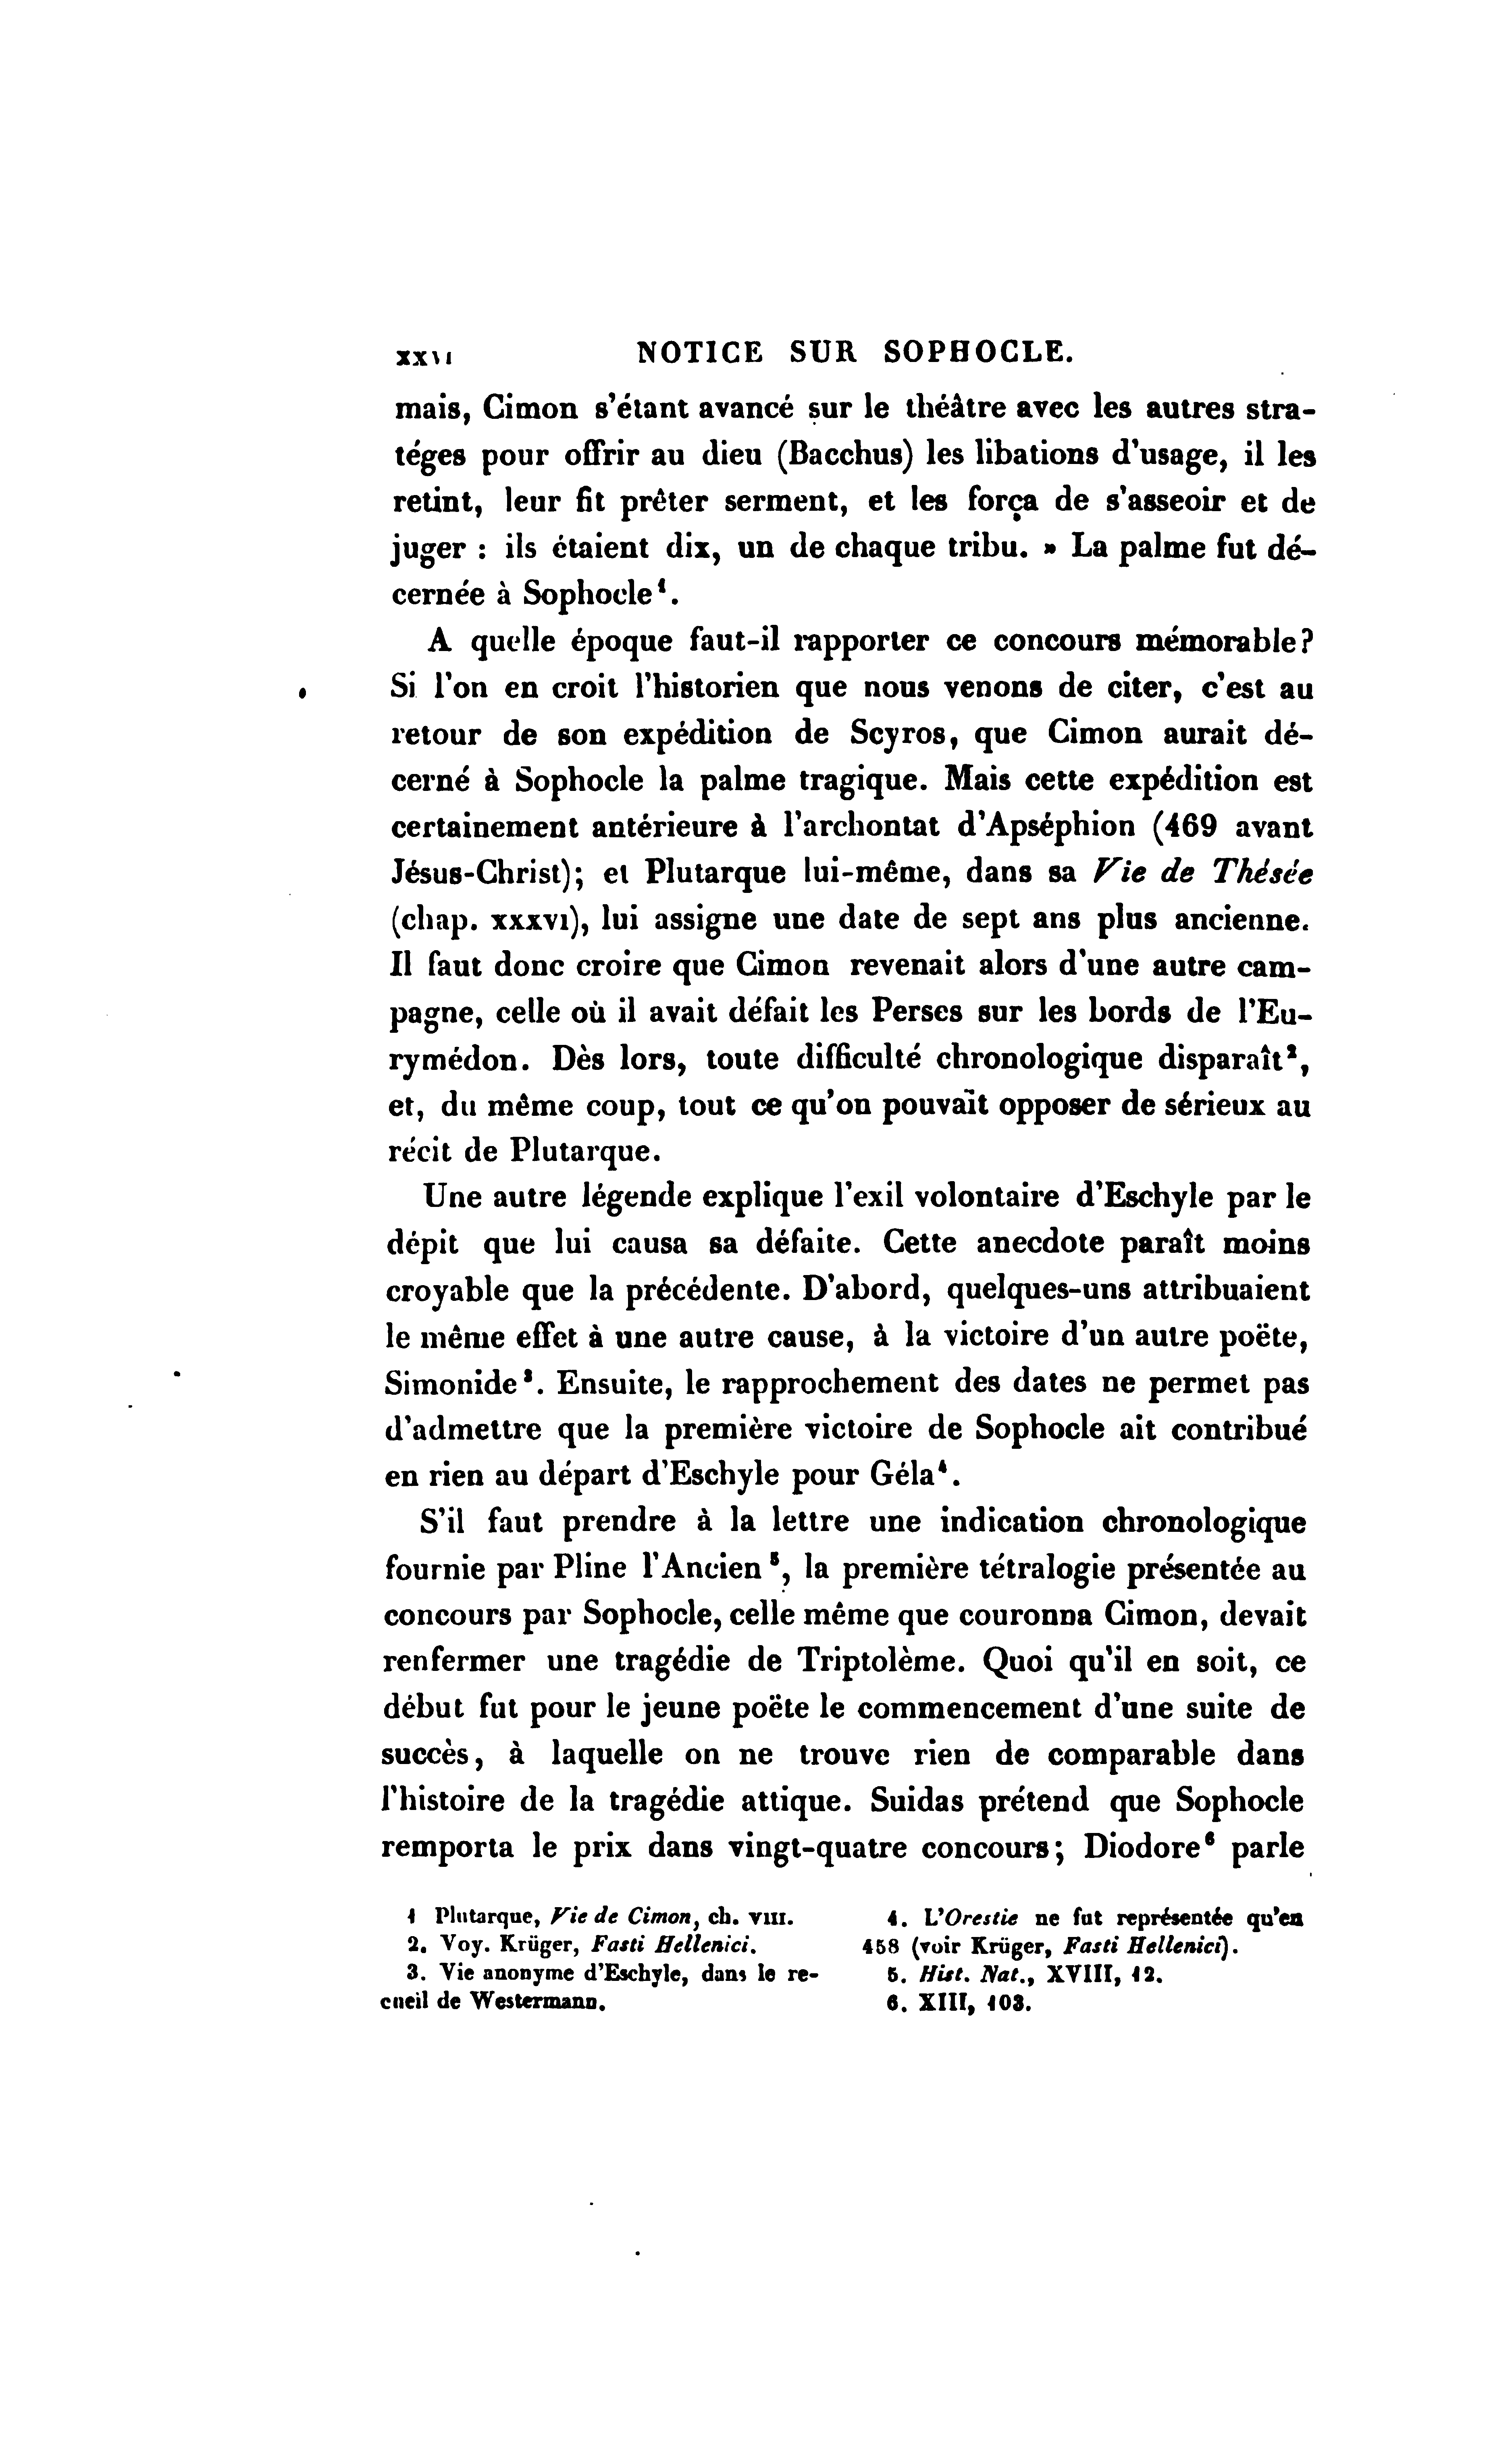 xxvi NOTICE SUR SOPHOCLE.
mais, Cimon s'étant avancé sur le théâtre avec les autres stra-
téges pour offrir au dieu (Bacchus) les libations d'usage, il les
retint, leur fit prêter serment, et les força de s'asseoir et de
juger : ils étaient dix, un de chaque tribu. » La palme fut dé-
cernée à Sophocle¹.
A quelle époque faut-il rapporter ce concours mémorable?
Si l'on en croit l'historien que nous venons de citer, c'est au
retour de son expédition de Scyros, que Cimon aurait dé-
cerné à Sophocle la palme tragique. Mais cette expédition est
certainement antérieure à l'archontat d'Apséphion (469 avant
Jésus-Christ); et Plutarque lui-même, dans sa Vie de Thésée
(chap. xxxvi), lui assigne une date de sept ans plus ancienne.
Il faut donc croire que Cimon revenait alors d'une autre cam-
pagne, celle où il avait défait les Perses sur les bords de l'Eu-
rymédon. Dès lors, toute difficulté chronologique disparaît²,
et, du même coup, tout ce qu'on pouvait opposer de sérieux au
récit de Plutarque.
Une autre légende explique l'exil volontaire d'Eschyle par le
dépit que lui causa sa défaite. Cette anecdote paraît moins
croyable que la précédente. D'abord, quelques-uns attribuaient
le même effet à une autre cause, à la victoire d'un autre poëte,
Simonide³. Ensuite, le rapprochement des dates ne permet pas
d'admettre que la première victoire de Sophocle ait contribué
en rien au départ d'Eschyle pour Géla⁴.
S'il faut prendre à la lettre une indication chronologique
fournie par Pline l'Ancien⁵, la première tétralogie présentée au
concours par Sophocle, celle même que couronna Cimon, devait
renfermer une tragédie de Triptolème. Quoi qu'il en soit, ce
début fut pour le jeune poëte le commencement d'une suite de
succès, à laquelle on ne trouve rien de comparable dans
l'histoire de la tragédie attique. Suidas prétend que Sophocle
remporta le prix dans vingt-quatre concours; Diodore⁶ parle
1 Plutarque, Vie de Cimon, ch. viii.
2. Voy. Krüger, Fasti Hellenici.
3. Vie anonyme d'Eschyle, dans le re-
cueil de Westermann.
4. L'Orestie ne fut représentée qu'en
458 (voir Krüger, Fasti Hellenici).
5. Hist. Nat., XVIII, 12.
6. XIII, 103.